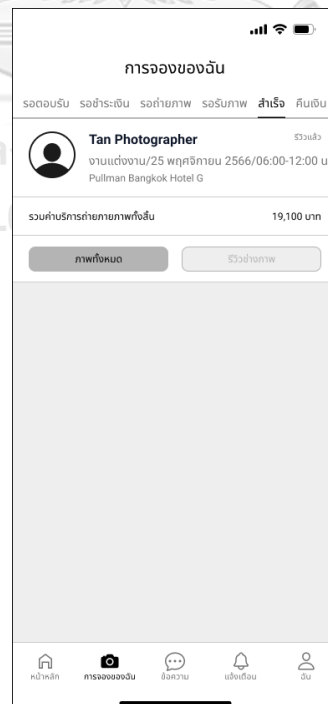 การจองของฉัน
รอตอบรับ รอชำระเงิน รอถ่ายภาพ รอรับภาพ สำเร็จ คืนเงิน
Tan Photographer รีวิวแล้ว
งานแต่งงาน/25 พฤศจิกายน 2566/06:00-12:00 น
Pullman Bangkok Hotel G
รวมค่าบริการถ่ายภายภาพทั้งสิ้น 19,100 บาท
ภาพทั้งหมด รีวิวช่างภาพ
หน้าหลัก การจองของฉัน ข้อความ แจ้งเตือน ฉัน